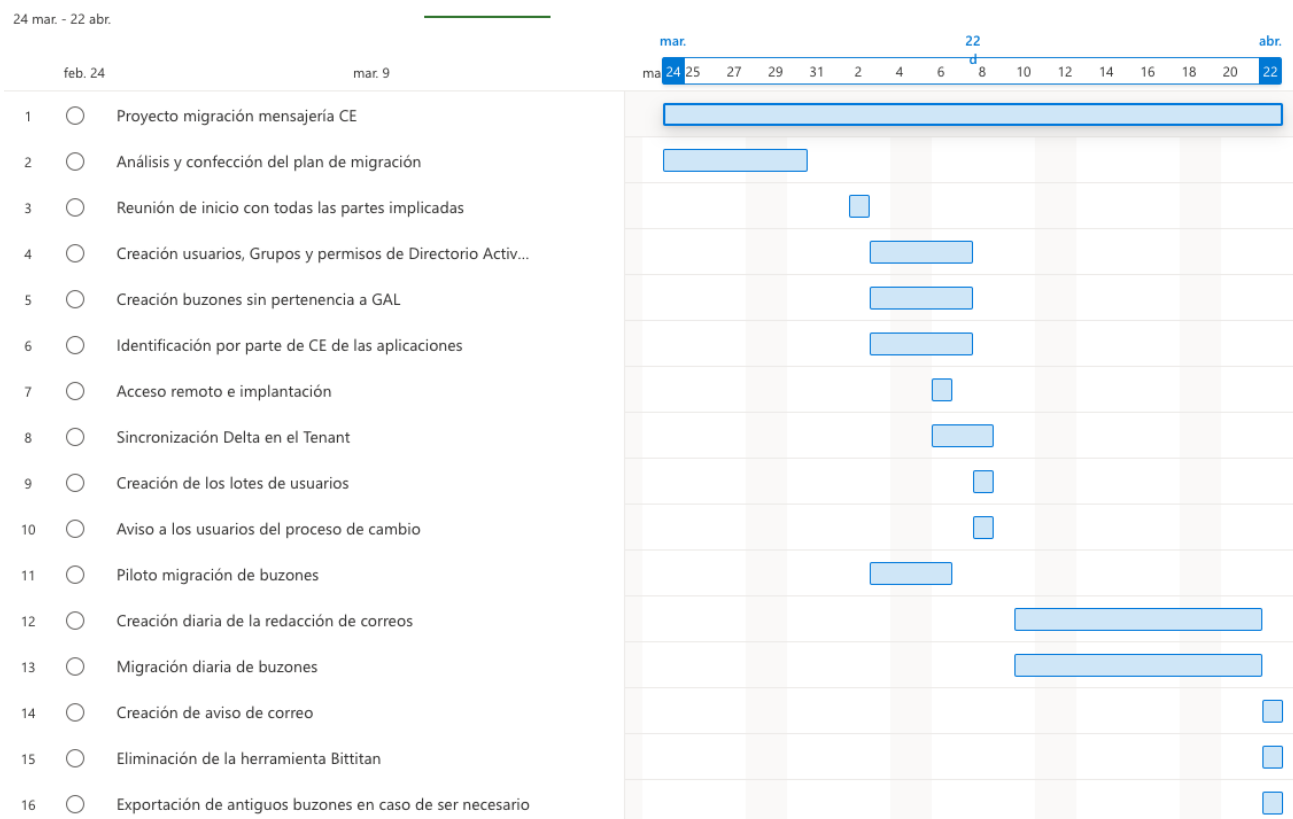 24 mar. - 22 abr.
mar. 22 abr.
d
feb. 24 mar. 9 ma 24 25 27 29 31 2 4 6 8 10 12 14 16 18 20 22
1 Proyecto migración mensajería CE
2 Análisis y confección del plan de migración
3 Reunión de inicio con todas las partes implicadas
4 Creación usuarios, Grupos y permisos de Directorio Activ...
5 Creación buzones sin pertenencia a GAL
6 Identificación por parte de CE de las aplicaciones
7 Acceso remoto e implantación
8 Sincronización Delta en el Tenant
9 Creación de los lotes de usuarios
10 Aviso a los usuarios del proceso de cambio
11 Piloto migración de buzones
12 Creación diaria de la redacción de correos
13 Migración diaria de buzones
14 Creación de aviso de correo
15 Eliminación de la herramienta Bittitan
16 Exportación de antiguos buzones en caso de ser necesario